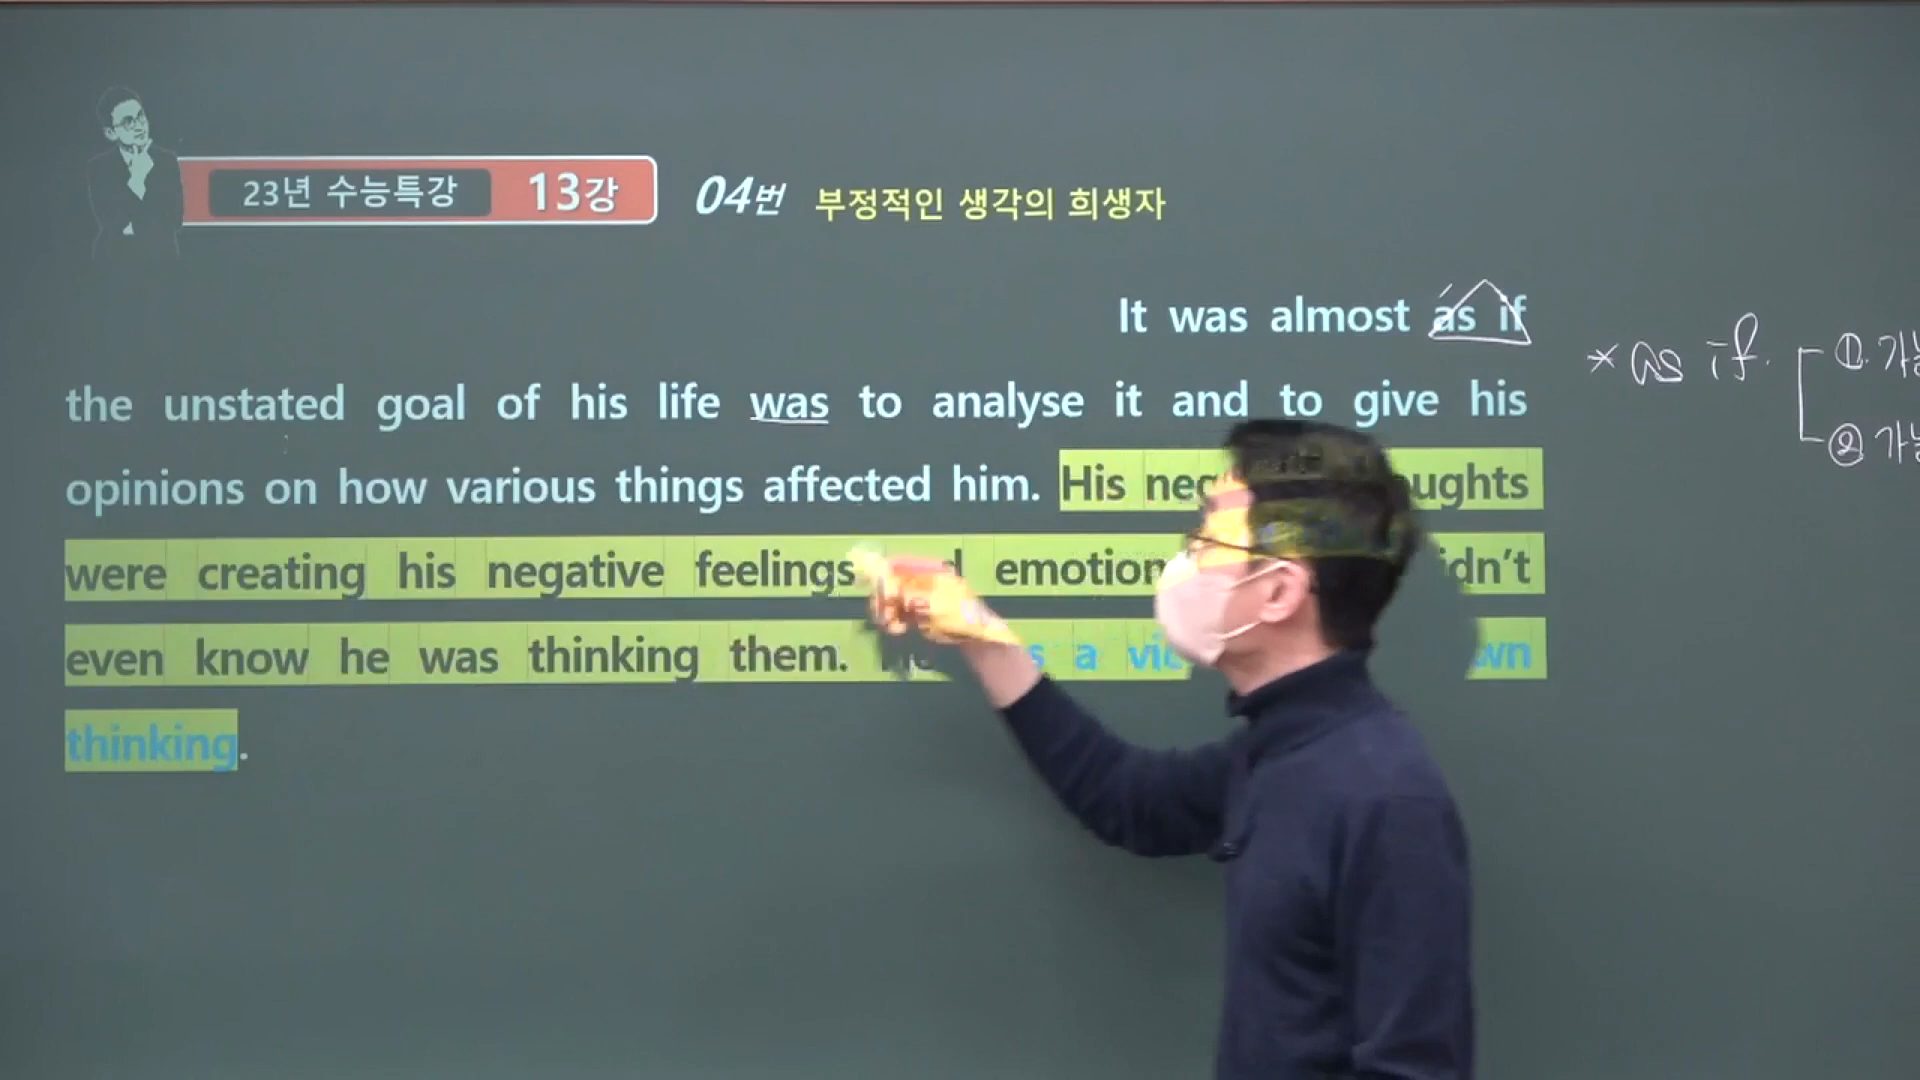 23년 수능특강 13강 04번 부정적인 생각의 희생자
It was almost as if
the unstated goal of his life was to analyse it and to give his
opinions on how various things affected him. His
were creating his negative feelings emotion
even know he was thinking them. a
thinking.
* as if. ①.
②